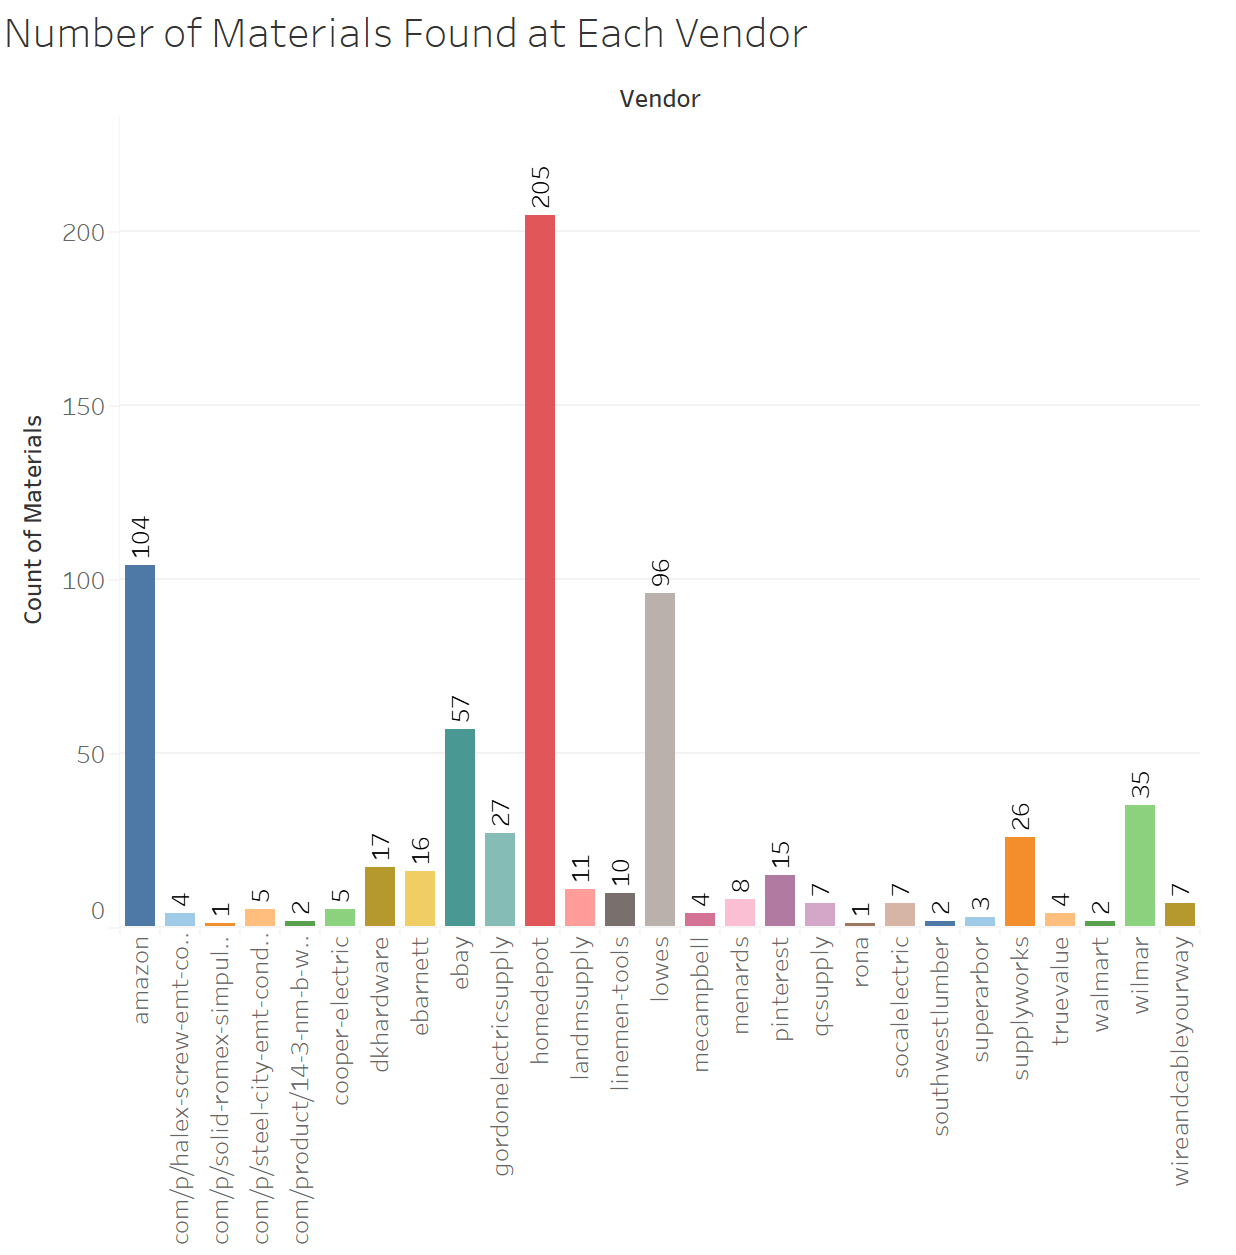 Number of Materials Found at Each Vendor
Vendor
Count of Materials
200
150
100
50
0
104
4
1
5
2
5
17
16
57
27
205
11
10
96
4
8
15
7
1
7
2
3
26
4
2
35
7
amazon
com/p/halex-screw-emt-co..
com/p/solid-romex-simpul..
com/p/steel-city-emt-cond..
com/product/14-3-nm-b-w..
cooper-electric
dkhardware
ebarnett
ebay
gordonelectricsupply
homedepot
landmsupply
linemen-tools
lowes
mecampbell
menards
pinterest
qcsupply
rona
socalelectric
southwestlumber
superarbor
supplyworks
truevalue
walmart
wilmar
wireandcableyourway